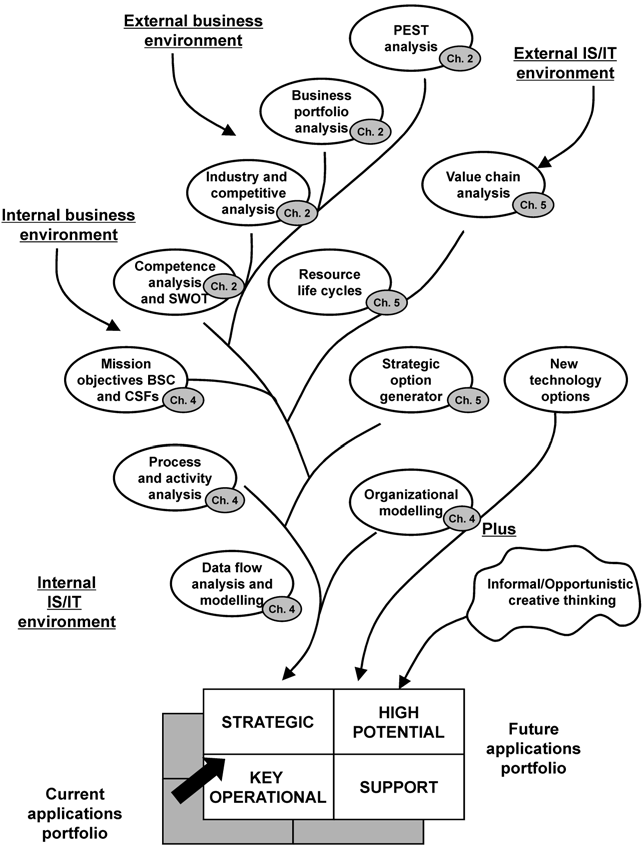 External business
environment
PEST
analysis
Ch. 2
External IS/IT
environment
Business
portfolio
analysis
Ch. 2
Industry and
competitive
analysis
Ch. 2
Value chain
analysis
Ch. 5
Internal business
environment
Competence
analysis
and SWOT
Ch. 2
Resource
life cycles
Ch. 5
Mission
objectives BSC
and CSFs
Ch. 4
Strategic
option
generator
Ch. 5
New
technology
options
Process
and activity
analysis
Ch. 4
Organizational
modelling
Ch. 4
Plus
Internal
IS/IT
environment
Data flow
analysis and
modelling
Ch. 4
Informal/Opportunistic
creative thinking
STRATEGIC
HIGH
POTENTIAL
Future
applications
portfolio
KEY
OPERATIONAL
SUPPORT
Current
applications
portfolio